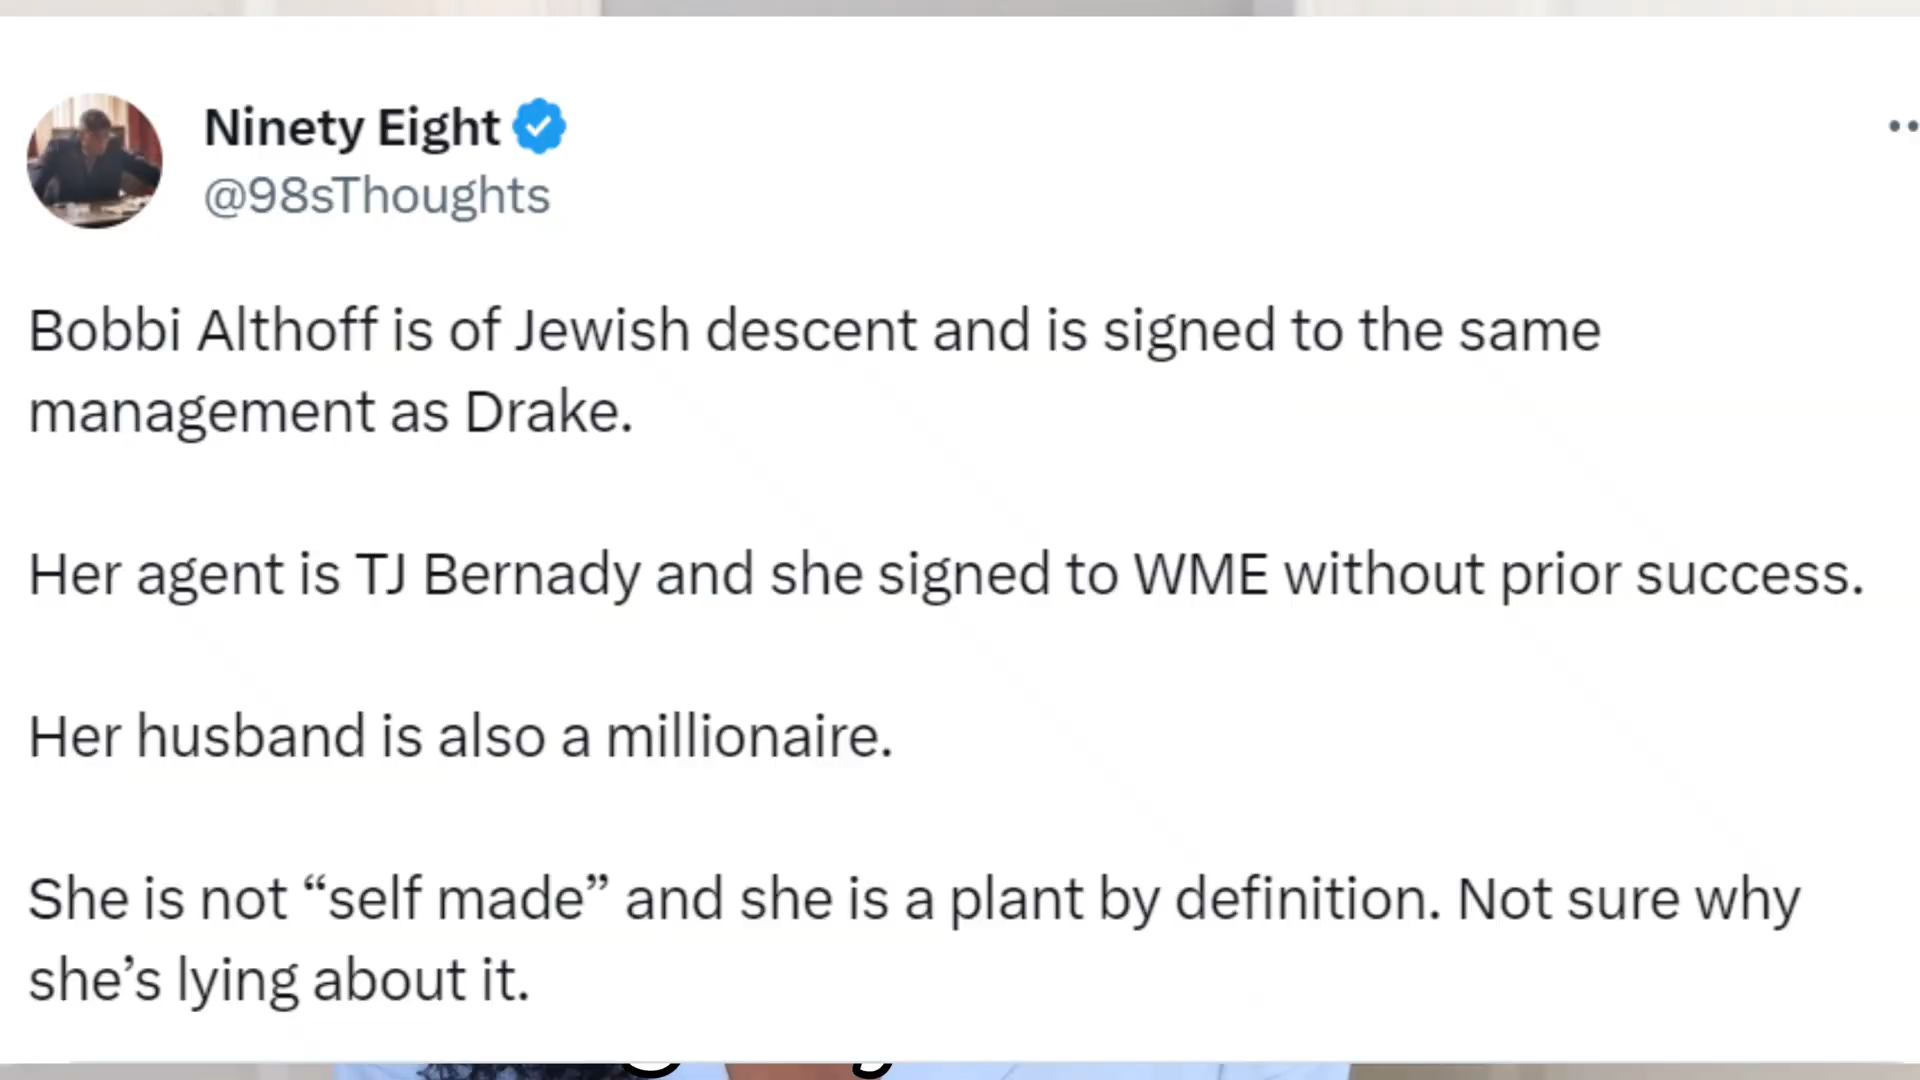 Ninety Eight
@98sThoughts
Bobbi Althoff is of Jewish descent and is signed to the same
management as Drake.
Her agent is TJ Bernady and she signed to WME without prior success.
Her husband is also a millionaire.
She is not “self made” and she is a plant by definition. Not sure why
she’s lying about it.